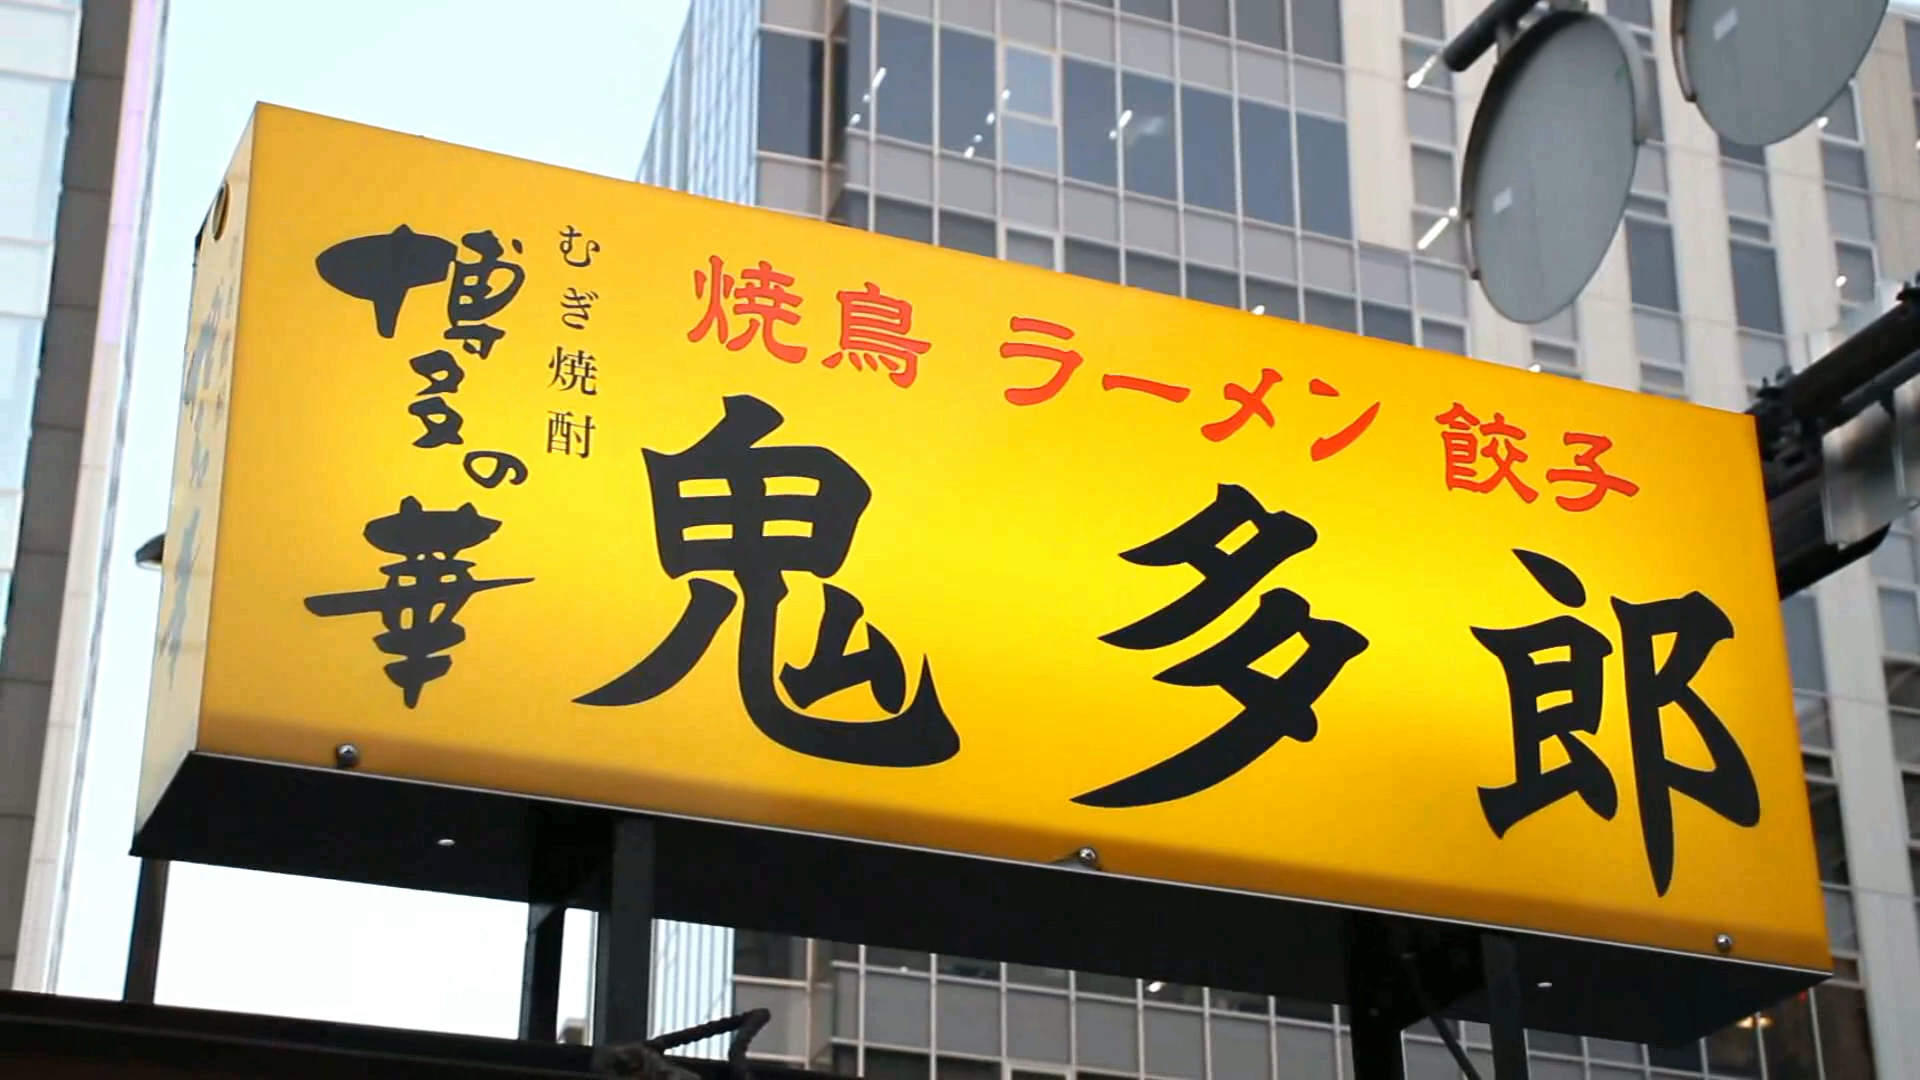 むぎ焼酎
博多の華
焼鳥 ラーメン 餃子
鬼多郎